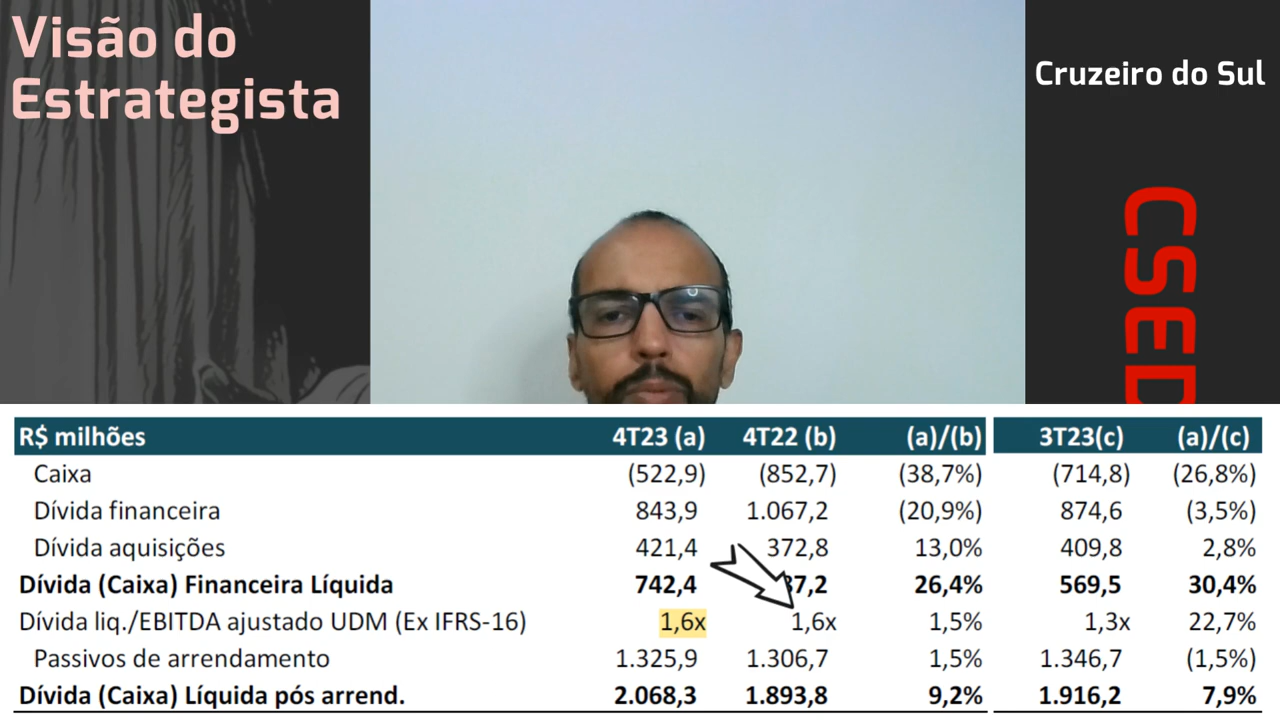 Visão do
Estrategista
Cruzeiro do Sul
CSED
R$ milhões 4T23 (a) 4T22 (b) (a)/(b) 3T23(c) (a)/(c)
Caixa (522,9) (852,7) (38,7%) (714,8) (26,8%)
Dívida financeira 843,9 1.067,2 (20,9%) 874,6 (3,5%)
Dívida aquisições 421,4 372,8 13,0% 409,8 2,8%
Dívida (Caixa) Financeira Líquida 742,4 26,4% 569,5 30,4%
Dívida liq./EBITDA ajustado UDM (Ex IFRS-16) 1,6x 1,6x 1,5% 1,3x 22,7%
Passivos de arrendamento 1.325,9 1.306,7 1,5% 1.346,7 (1,5%)
Dívida (Caixa) Líquida pós arrend. 2.068,3 1.893,8 9,2% 1.916,2 7,9%